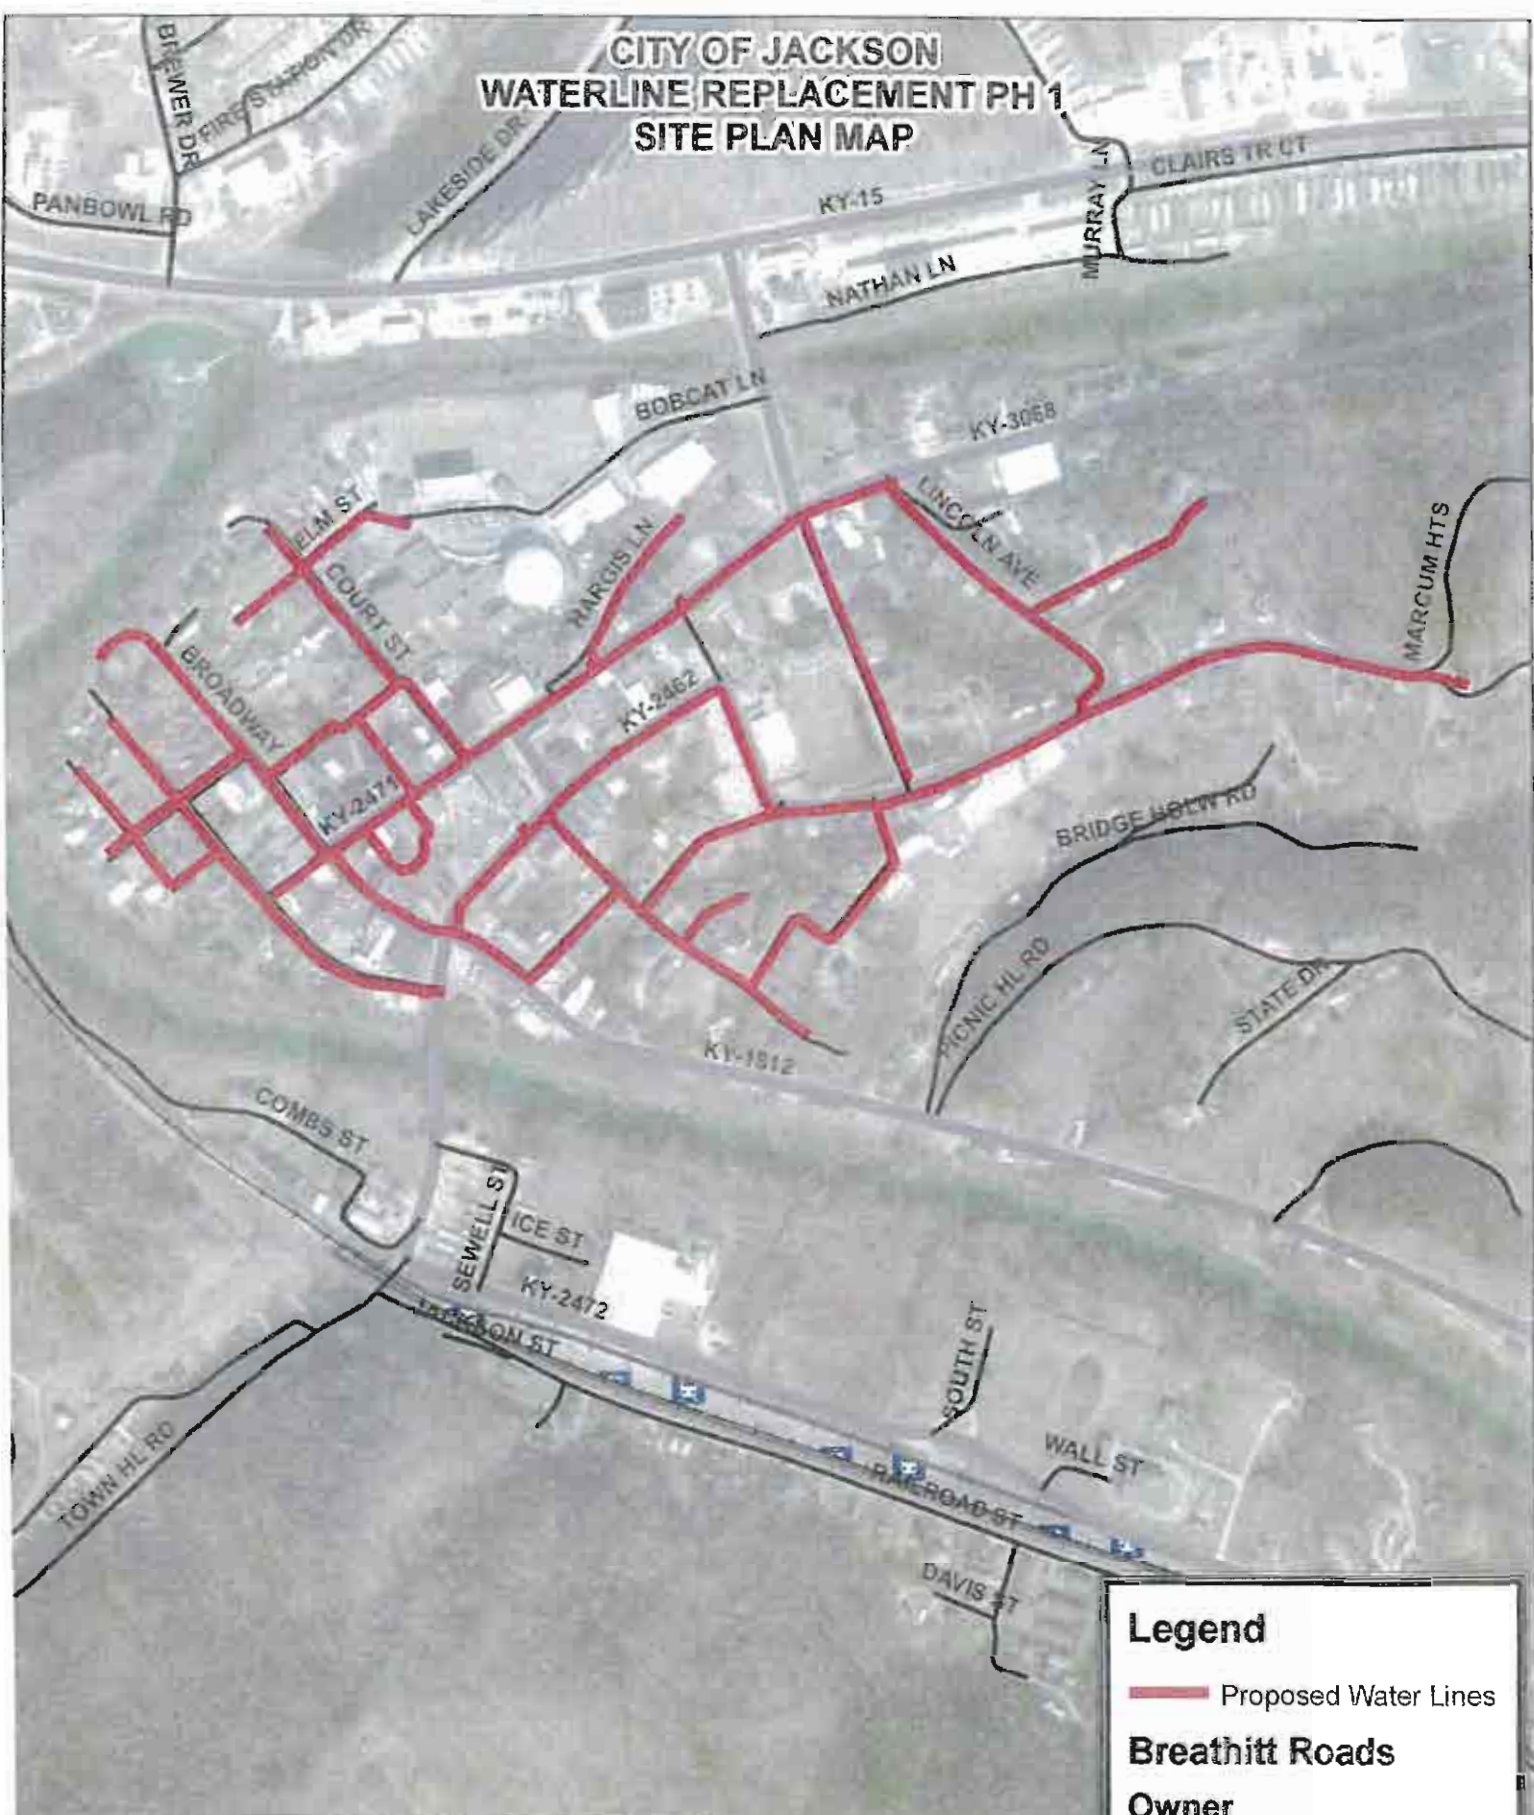 CITY OF JACKSON
WATERLINE REPLACEMENT PH 1
SITE PLAN MAP
BREWER DR
FIRE STATION DR
LAKESIDE DR
PANBOWL RD
KY-15
MURRAY LN
CLAIRS TR CT
NATHAN LN
BOBCAT LN
KY-3068
ELM ST
LINCOLN AVE
HARGIS LN
COURT ST
MARCUM HTS
BROADWAY
KY-2462
KY-2471
BRIDGE HOLW RD
PICNIC HL RD
STATE DR
KY-1812
COMBS ST
SEWELL ST
ICE ST
KY-2472
JACKSON ST
SOUTH ST
WALL ST
RAILROAD ST
TOWN HL RD
DAVIS ST
Legend
Proposed Water Lines
Breathitt Roads
Owner